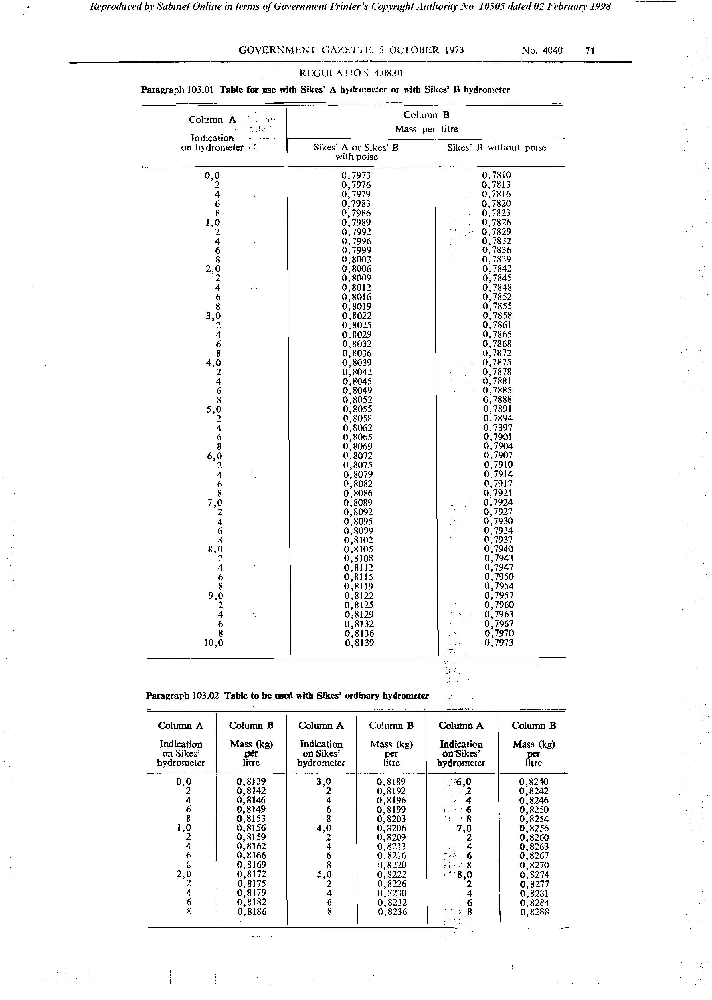 Reproduced by Sabinet Online in terms of Government Printer's Copyright Authority No. 10505 dated 02 February 1998
GOVERNMENT GAZETTE, 5 OCTOBER 1973 No. 4040 71
REGULATION 4.08.01
Paragraph 103.01 Table for use with Sikes' A hydrometer or with Sikes' B hydrometer
Column A Column B
Mass per litre
Indication
on hydrometer Sikes' A or Sikes' B Sikes' B without poise
with poise
0,0 0,7973 0,7810
2 0,7976 0,7813
4 0,7979 0,7816
6 0,7983 0,7820
8 0,7986 0,7823
1,0 0,7989 0,7826
2 0,7992 0,7829
4 0,7996 0,7832
6 0,7999 0,7836
8 0,8003 0,7839
2,0 0,8006 0,7842
2 0,8009 0,7845
4 0,8012 0,7848
6 0,8016 0,7852
8 0,8019 0,7855
3,0 0,8022 0,7858
2 0,8025 0,7861
4 0.8029 0,7865
6 0,8032 0,7868
8 0,8036 0,7872
4,0 0,8039 0,7875
2 0,8042 0,7878
4 0,8045 0,7881
6 0,8049 0,7885
8 0,8052 0,7888
5,0 0,8055 0,7891
2 0,8058 0,7894
4 0,8062 0,7897
6 0,8065 0,7901
8 0,8069 0,7904
6,0 0,8072 0,7907
2 0,8075 0,7910
4 0,8079 0,7914
6 0,8082 0,7917
8 0,8086 0,7921
7,0 0,8089 0,7924
2 0,8092 0,7927
4 0,8095 0,7930
6 0,8099 0,7934
8 0,8102 0,7937
8,0 0,8105 0,7940
2 0,8108 0,7943
4 0,8112 0,7947
6 0,8115 0,7950
8 0,8119 0,7954
9,0 0,8122 0,7957
2 0,8125 0,7960
4 0,8129 0,7963
6 0,8132 0,7967
8 0,8136 0,7970
10,0 0,8139 0,7973
Paragraph 103.02 Table to be used with Sikes' ordinary hydrometer
Column A Column B Column A Column B Column A Column B
Indication Mass (kg) Indication Mass (kg) Indication Mass (kg)
on Sikes' per on Sikes' per on Sikes' per
hydrometer litre hydrometer litre hydrometer litre
0,0 0,8139 3,0 0,8189 6,0 0,8240
2 0,8142 2 0,8192 2 0,8242
4 0,8146 4 0,8196 4 0,8246
6 0,8149 6 0,8199 6 0,8250
8 0,8153 8 0,8203 8 0,8254
1,0 0,8156 4,0 0,8206 7,0 0,8256
2 0,8159 2 0,8209 2 0,8260
4 0,8162 4 0,8213 4 0,8263
6 0,8166 6 0,8216 6 0,8267
8 0,8169 8 0,8220 8 0,8270
2,0 0,8172 5,0 0,8222 8,0 0,8274
2 0,8175 2 0,8226 2 0,8277
4 0,8179 4 0,8230 4 0,8281
6 0,8182 6 0,8232 6 0,8284
8 0,8186 8 0,8236 8 0,8288